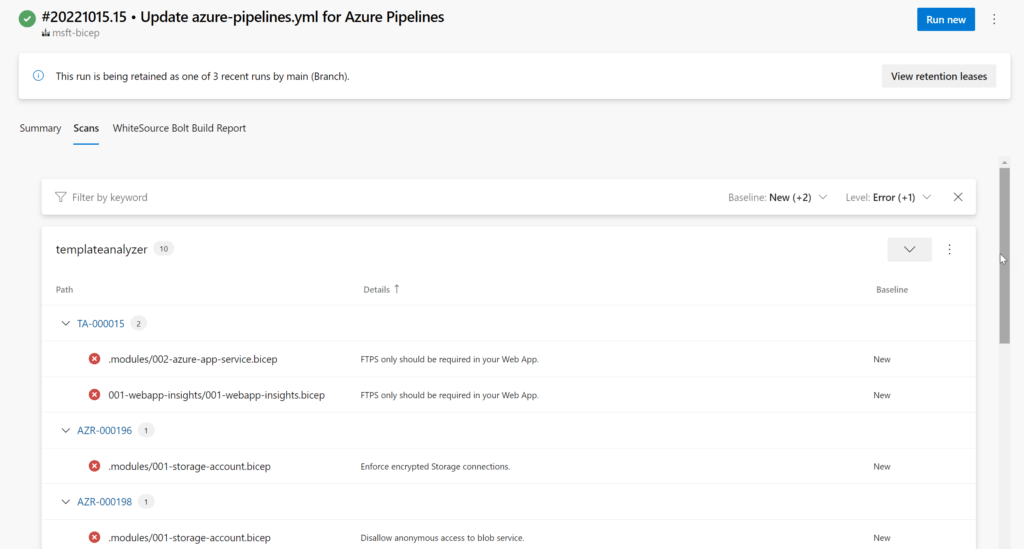 #20221015.15 • Update azure-pipelines.yml for Azure Pipelines
Run new
msft-bicep
This run is being retained as one of 3 recent runs by main (Branch).
View retention leases
Summary Scans WhiteSource Bolt Build Report
Filter by keyword Baseline: New (+2) Level: Error (+1)
templateanalyzer 10
Path Details ↑ Baseline
TA-000015 2
.modules/002-azure-app-service.bicep FTPS only should be required in your Web App. New
001-webapp-insights/001-webapp-insights.bicep FTPS only should be required in your Web App. New
AZR-000196 1
.modules/001-storage-account.bicep Enforce encrypted Storage connections. New
AZR-000198 1
.modules/001-storage-account.bicep Disallow anonymous access to blob service. New